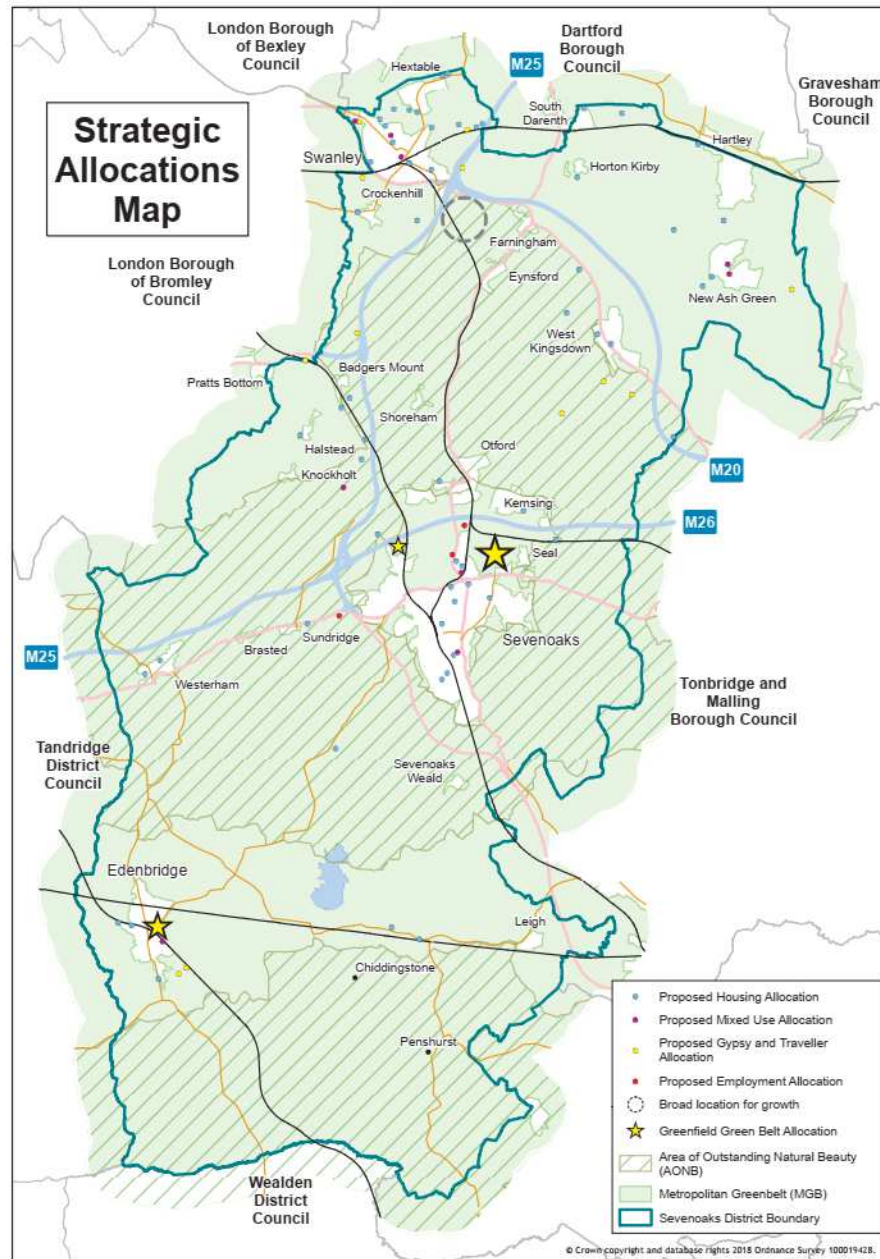 London Borough
of Bexley
Council
Dartford
Borough
Council
Hextable
M25
Gravesham
Borough
Council
South
Darenth
Strategic
Allocations
Map
Hartley
Swanley
Horton Kirby
Crockenhill
London Borough
of Bromley
Council
Farningham
Eynsford
New Ash Green
West
Kingsdown
Badgers Mount
Pratts Bottom
Shoreham
Halstead
Otford
Knockholt
M20
Kemsing
M26
Seal
Sundridge
Sevenoaks
Brasted
M25
Westerham
Tonbridge and
Malling
Borough Council
Tandridge
District
Council
Sevenoaks
Weald
Edenbridge
Leigh
Chiddingstone
Penshurst
Wealden
District
Council
Proposed Housing Allocation
Proposed Mixed Use Allocation
Proposed Gypsy and Traveller
Allocation
Proposed Employment Allocation
Broad location for growth
Greenfield Green Belt Allocation
Area of Outstanding Natural Beauty
(AONB)
Metropolitan Greenbelt (MGB)
Sevenoaks District Boundary
© Crown copyright and database rights 2018 Ordnance Survey 100019428.